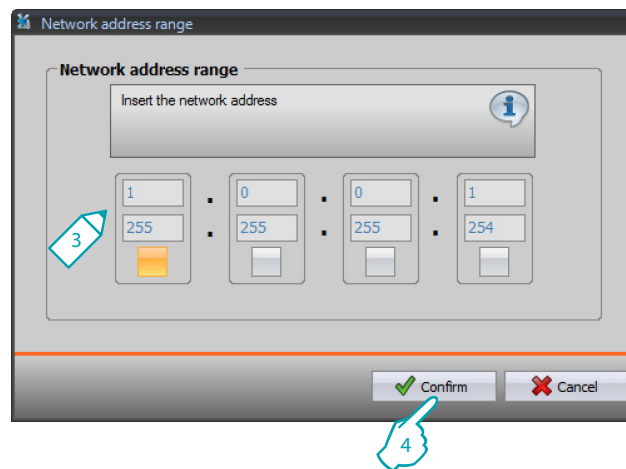 Network address range
Network address range
Insert the network address
1 . 0 . 0 . 1
255 . 255 . 255 . 254
3
Confirm
Cancel
4